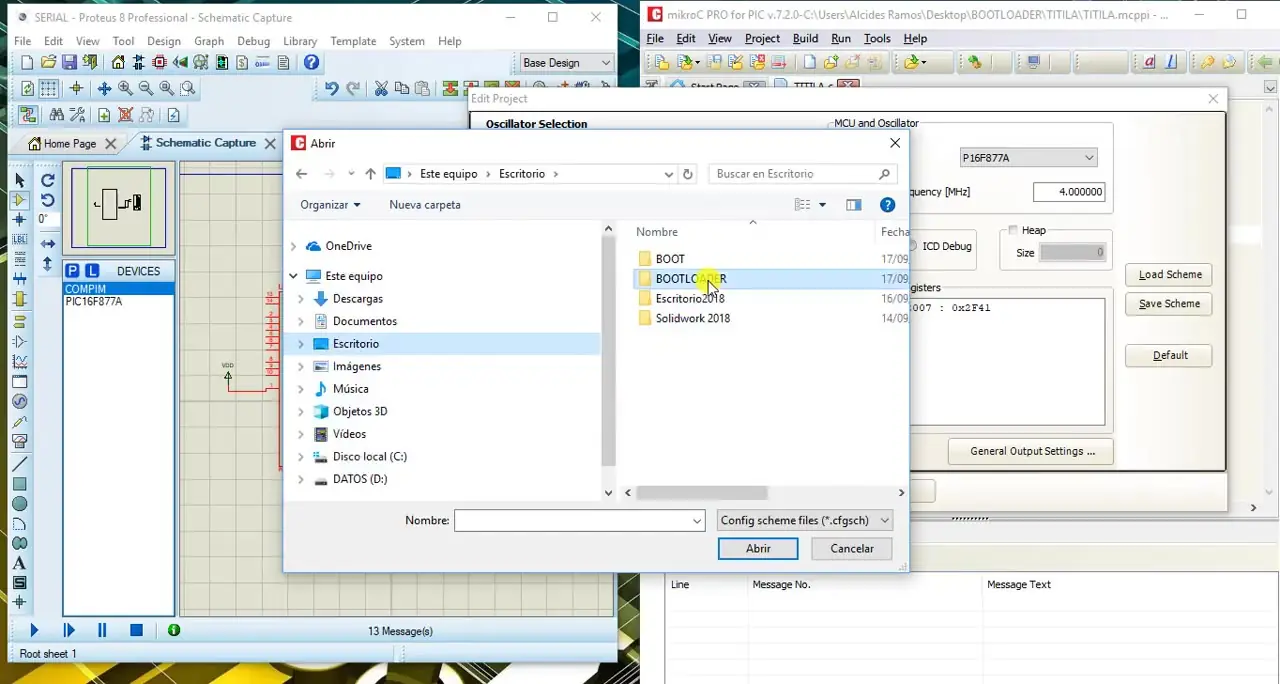 SERIAL - Proteus 8 Professional - Schematic Capture
File Edit View Tool Design Graph Debug Library Template System Help
Base Design
Home Page
Schematic Capture
0°
P L DEVICES
COMPIM
PIC16F877A
VDD
13 Message(s)
Root sheet 1
mikroC PRO for PIC v.7.2.0-C:\Users\Alcides Ramos\Desktop\BOOTLOADER\TITILA\TITILA.mcppi - ...
File Edit View Project Build Run Tools Help
Start Page
Edit Project
Oscillator Selection
MCU and Oscillator
P16F877A
quency [MHz]
4.000000
ICD Debug
Heap
Size 0
gisters
007 : 0x2F41
Load Scheme
Save Scheme
Default
General Output Settings ...
Abrir
Este equipo
Escritorio
Buscar en Escritorio
Organizar
Nueva carpeta
OneDrive
Este equipo
Descargas
Documentos
Escritorio
Imágenes
Música
Objetos 3D
Vídeos
Disco local (C:)
DATOS (D:)
Nombre
Fecha
BOOT 17/09
BOOTLOADER 17/09
Escritorio2018 16/09
Solidwork 2018 14/09
Nombre:
Config scheme files (*.cfgsch)
Abrir
Cancelar
Line
Message No.
Message Text